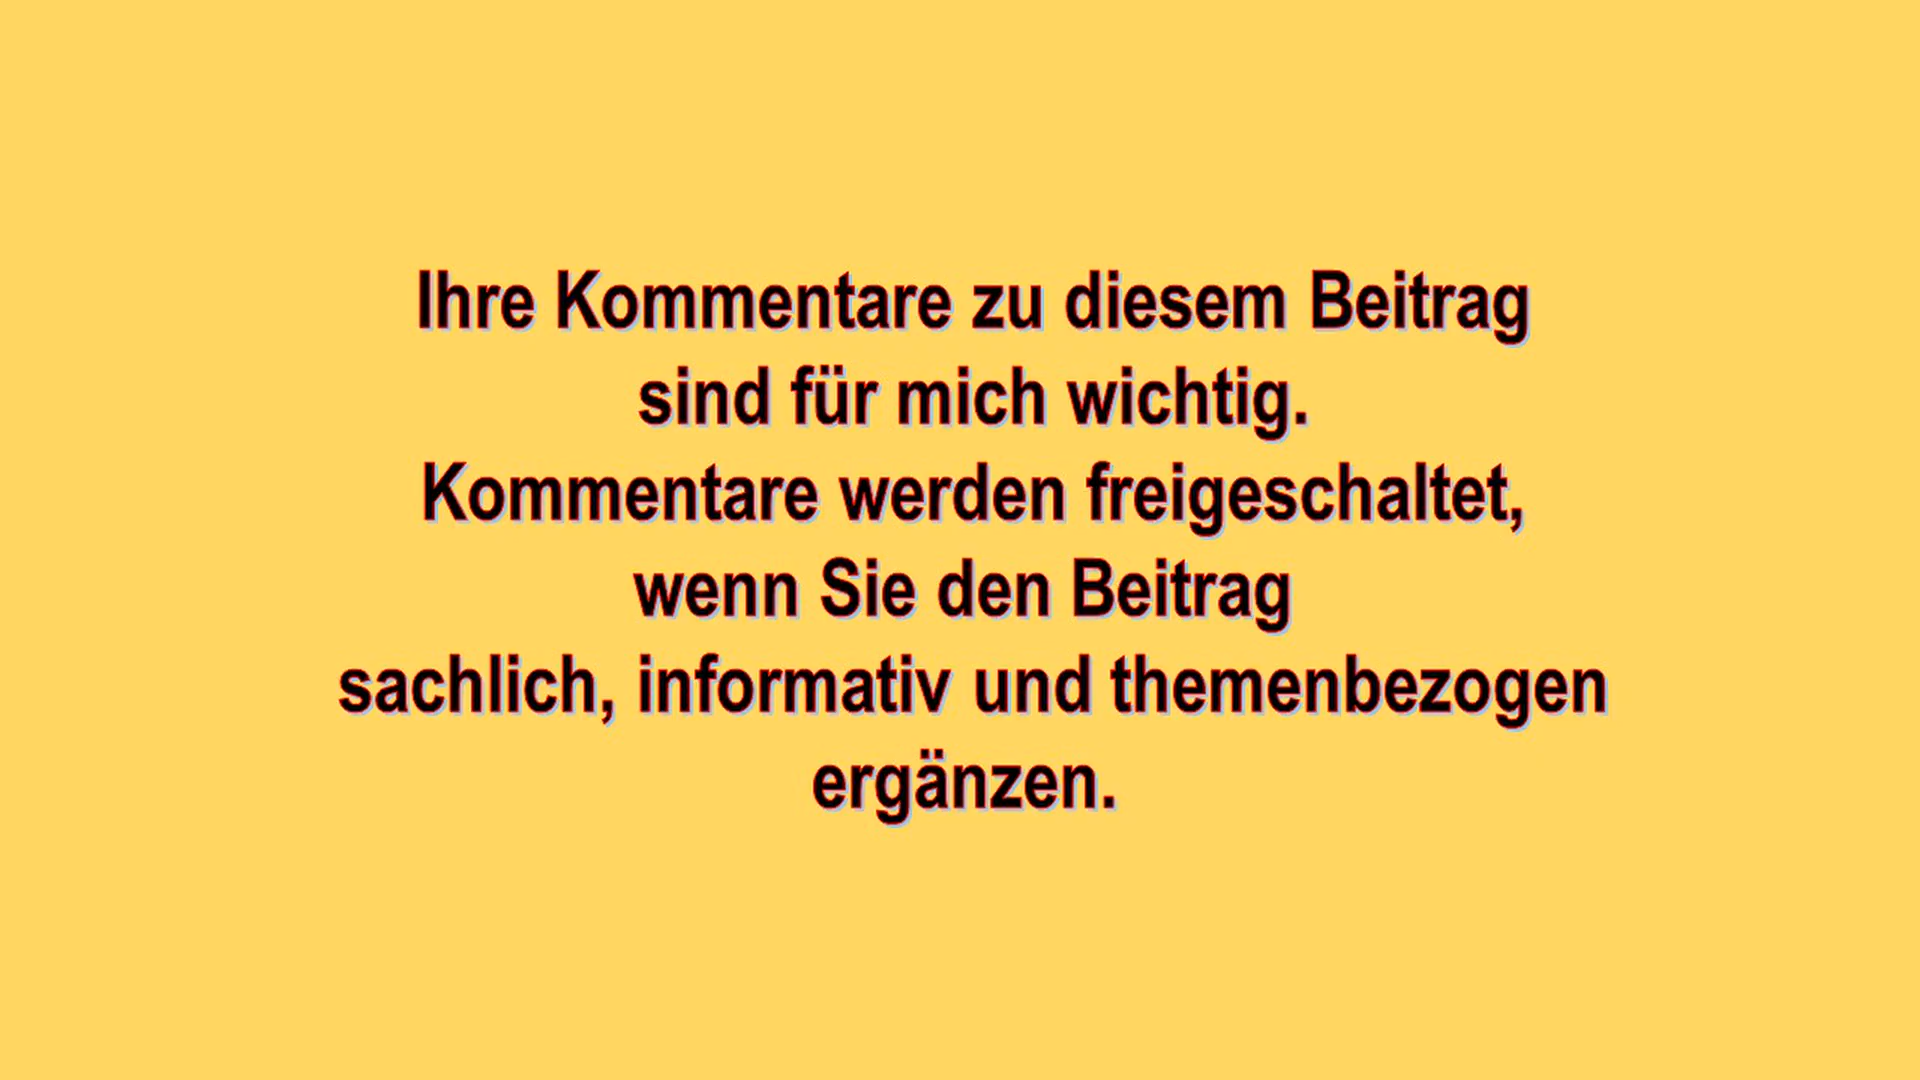 Ihre Kommentare zu diesem Beitrag
sind für mich wichtig.
Kommentare werden freigeschaltet,
wenn Sie den Beitrag
sachlich, informativ und themenbezogen
ergänzen.